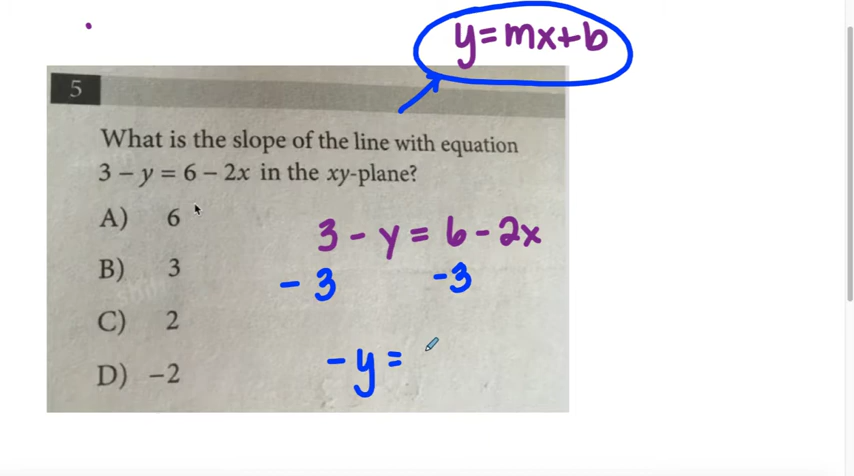 y=mx+b
5
What is the slope of the line with equation
3 − y = 6 − 2x in the xy-plane?
A) 6
3 - y = 6 - 2x
B) 3
- 3 -3
C) 2
D) −2
-y =